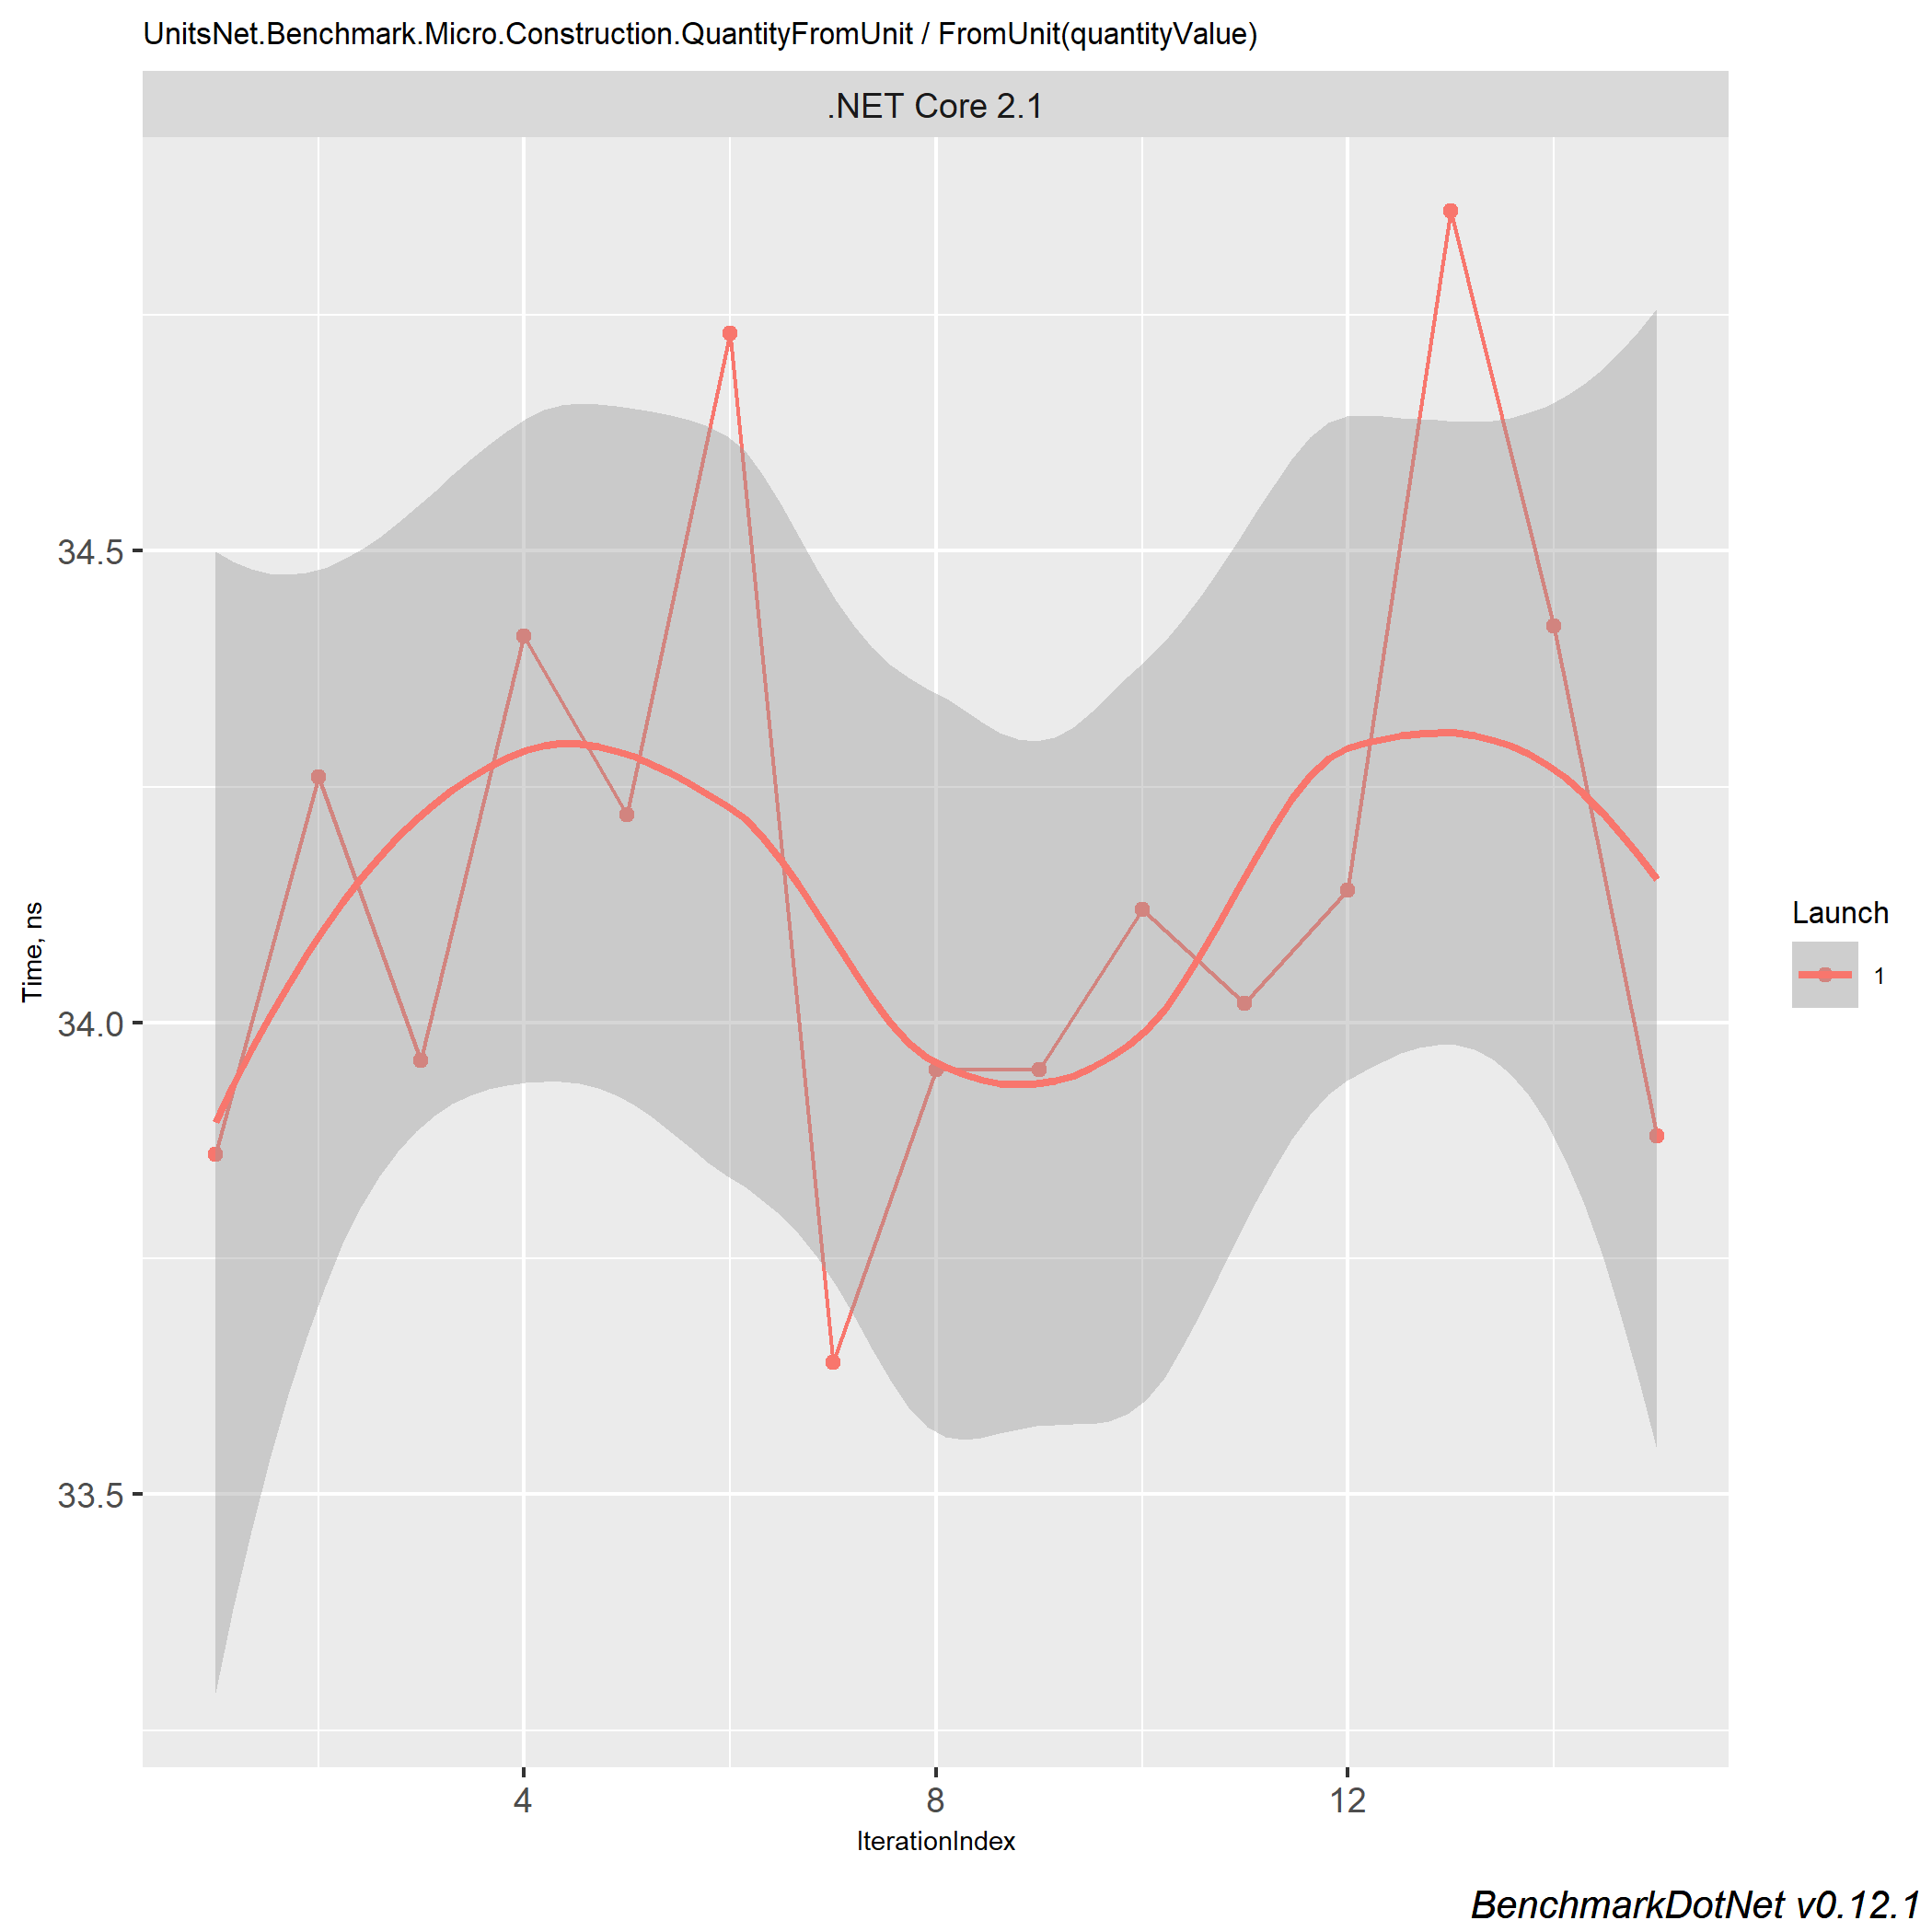 UnitsNet.Benchmark.Micro.Construction.QuantityFromUnit / FromUnit(quantityValue)
.NET Core 2.1
34.5
34.0
33.5
Time, ns
4
8
12
IterationIndex
Launch
1
BenchmarkDotNet v0.12.1